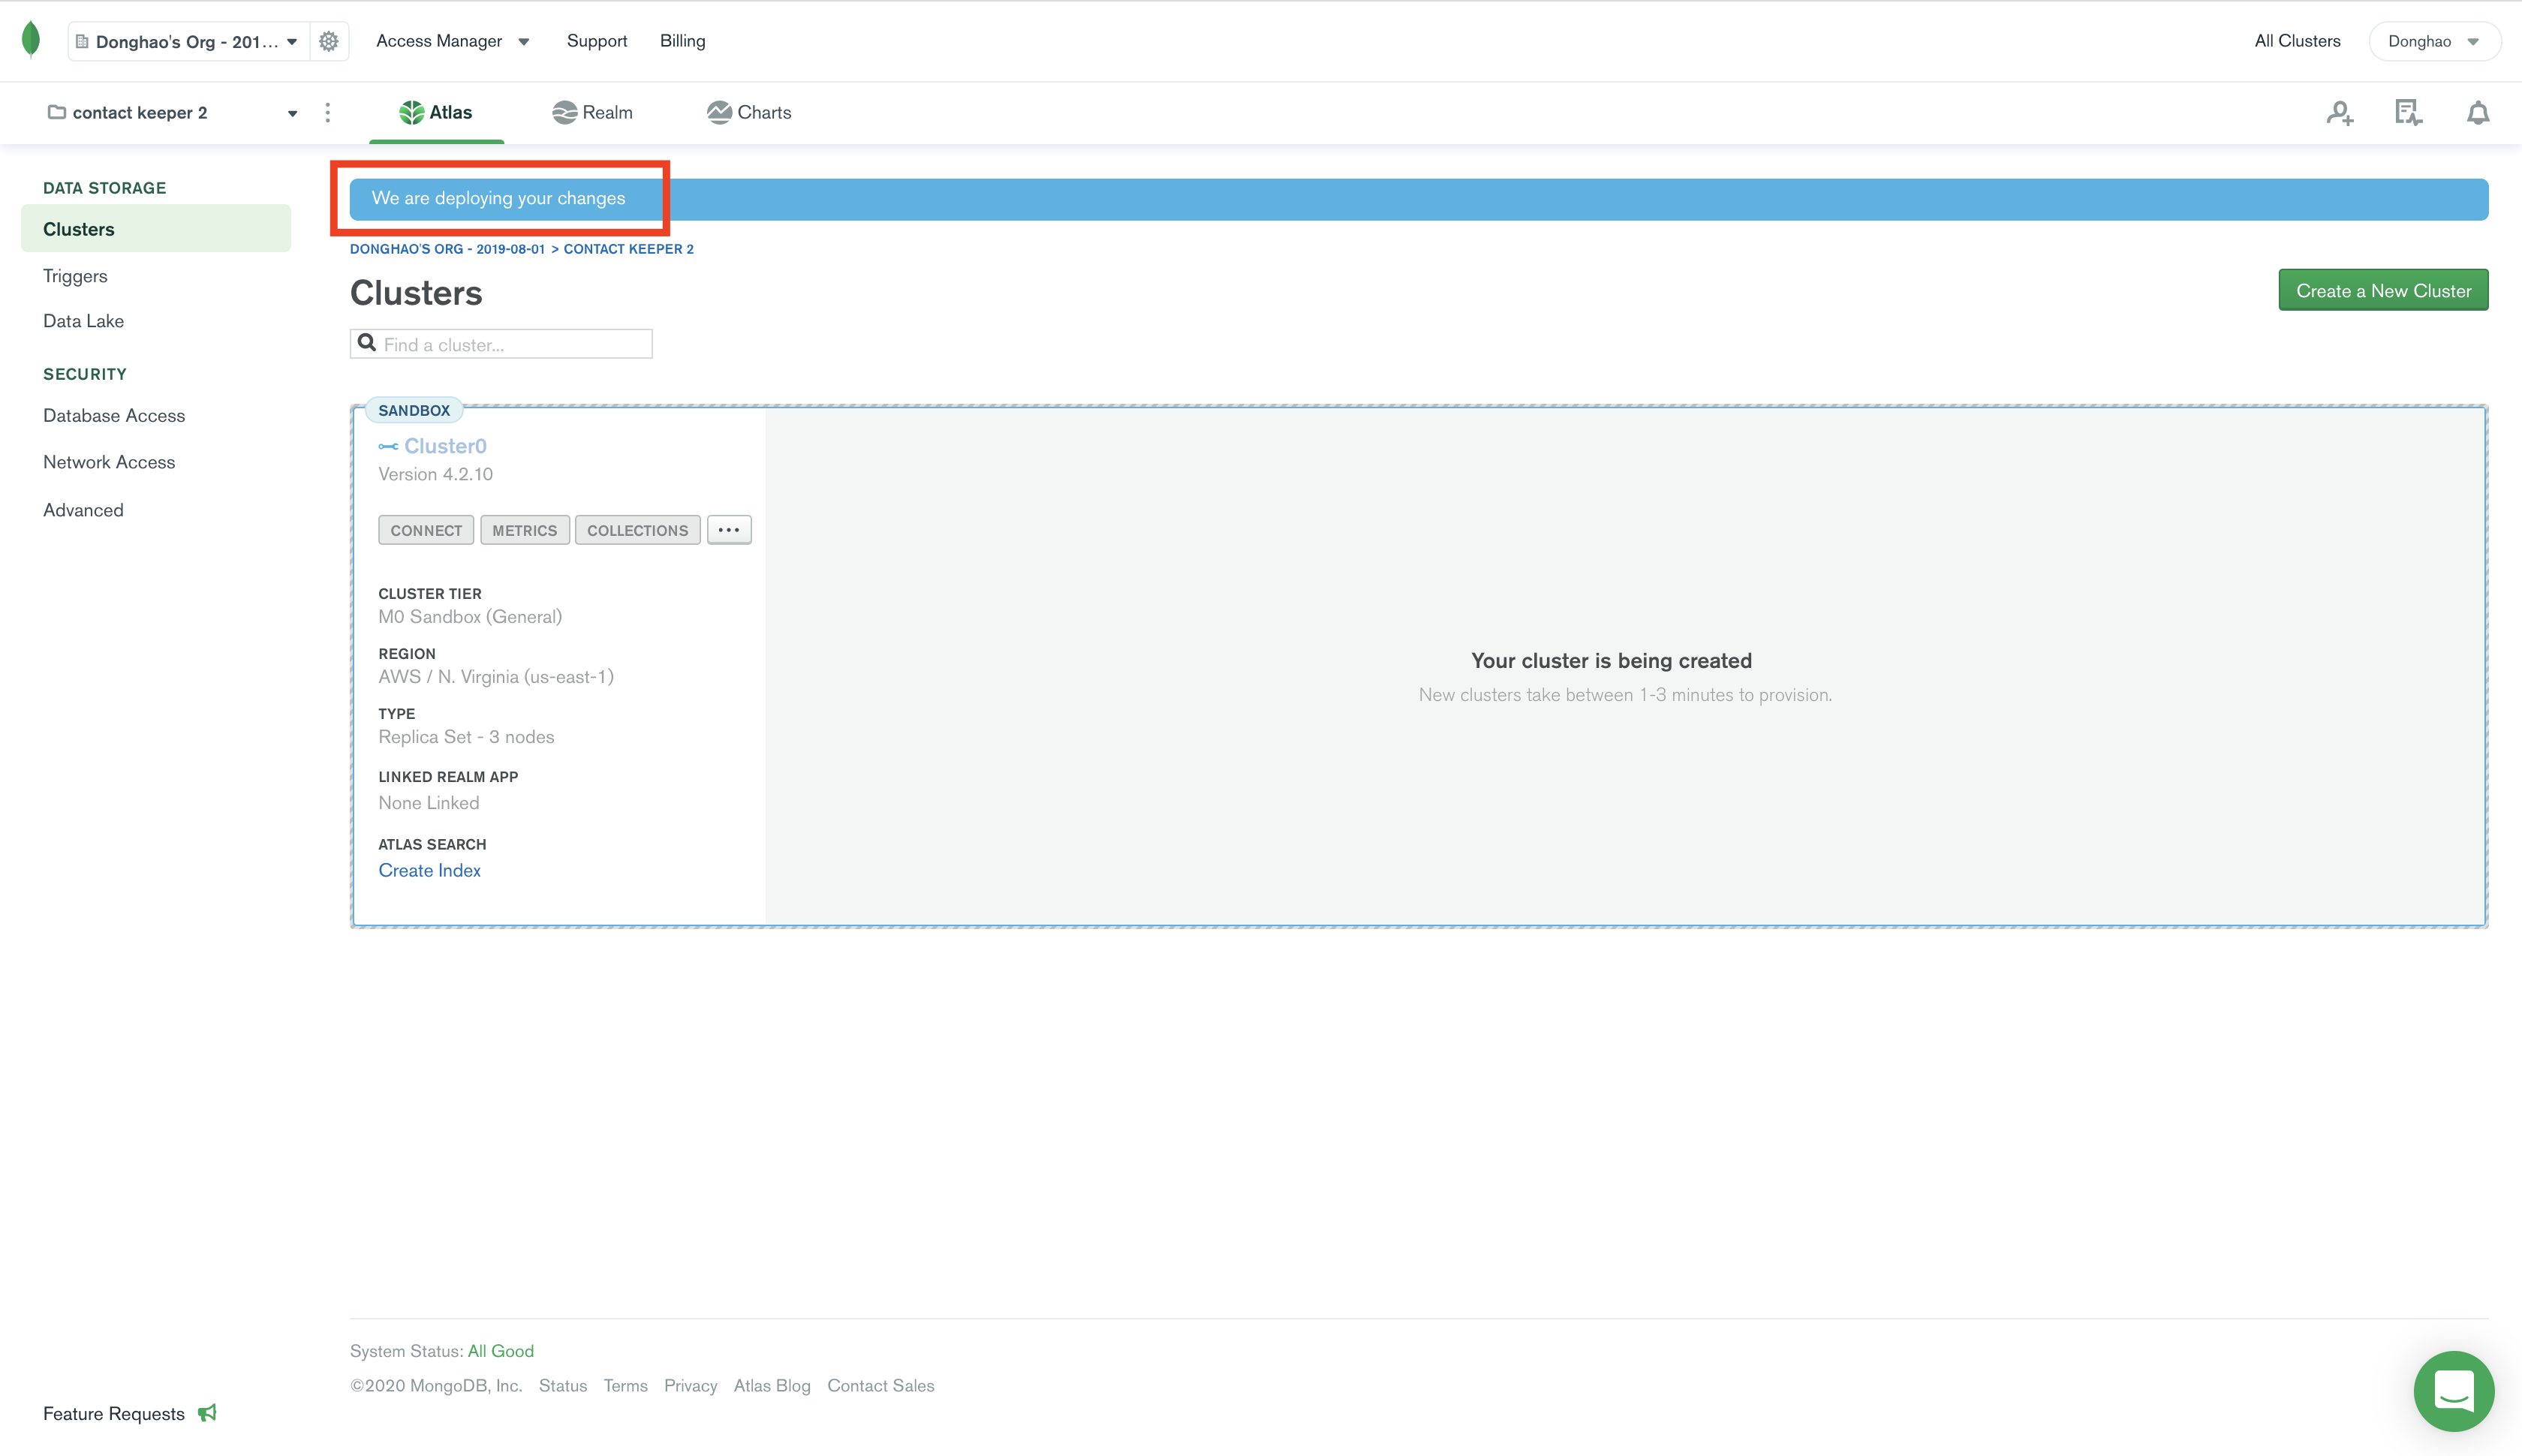 Donghao's Org - 201...
Access Manager
Support
Billing
All Clusters
Donghao
contact keeper 2
Atlas
Realm
Charts
DATA STORAGE
Clusters
Triggers
Data Lake
SECURITY
Database Access
Network Access
Advanced
We are deploying your changes
DONGHAO'S ORG - 2019-08-01 > CONTACT KEEPER 2
Clusters
Create a New Cluster
Find a cluster...
SANDBOX
Cluster0
Version 4.2.10
CONNECT
METRICS
COLLECTIONS
...
CLUSTER TIER
M0 Sandbox (General)
REGION
AWS / N. Virginia (us-east-1)
TYPE
Replica Set - 3 nodes
LINKED REALM APP
None Linked
ATLAS SEARCH
Create Index
Your cluster is being created
New clusters take between 1-3 minutes to provision.
System Status: All Good
©2020 MongoDB, Inc. Status Terms Privacy Atlas Blog Contact Sales
Feature Requests